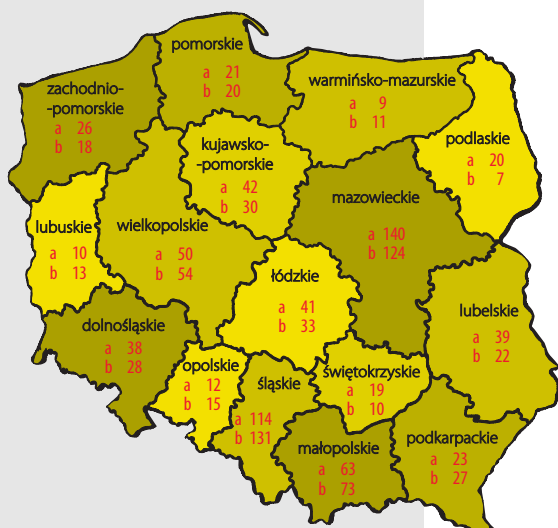 pomorskie
a 21
b 20
warmińsko-mazurskie
a 9
b 11
zachodnio-
-pomorskie
a 26
b 18
podlaskie
a 20
b 7
kujawsko-
-pomorskie
a 42
b 30
mazowieckie
a 140
b 124
lubuskie
a 10
b 13
wielkopolskie
a 50
b 54
łódzkie
a 41
b 33
lubelskie
a 39
b 22
dolnośląskie
a 38
b 28
opolskie
a 12
b 15
śląskie
a 114
b 131
świętokrzyskie
a 19
b 10
małopolskie
a 63
b 73
podkarpackie
a 23
b 27